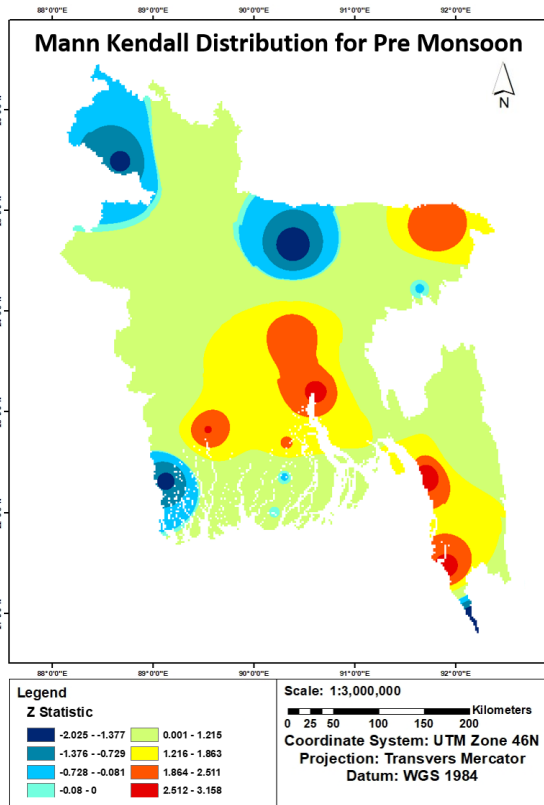 88°0'0"E 89°0'0"E 90°0'0"E 91°0'0"E 92°0'0"E
Mann Kendall Distribution for Pre Monsoon
N
88°0'0"E 89°0'0"E 90°0'0"E 91°0'0"E 92°0'0"E
Legend
Z Statistic
-2.025 - -1.377
-1.376 - -0.729
-0.728 - -0.081
-0.08 - 0
0.001 - 1.215
1.216 - 1.863
1.864 - 2.511
2.512 - 3.158
Scale: 1:3,000,000
Kilometers
0 25 50 100 150 200
Coordinate System: UTM Zone 46N
Projection: Transvers Mercator
Datum: WGS 1984